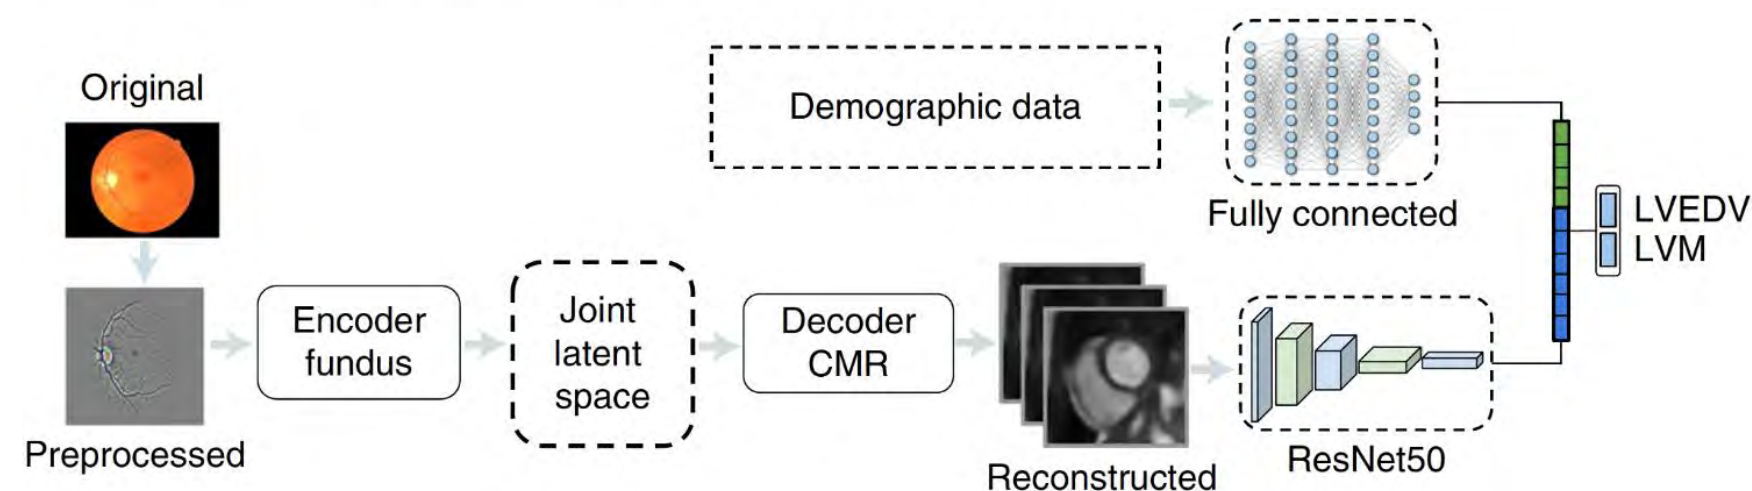 Original
Preprocessed
Encoder
fundus
Joint
latent
space
Decoder
CMR
Reconstructed
Demographic data
Fully connected
ResNet50
LVEDV
LVM